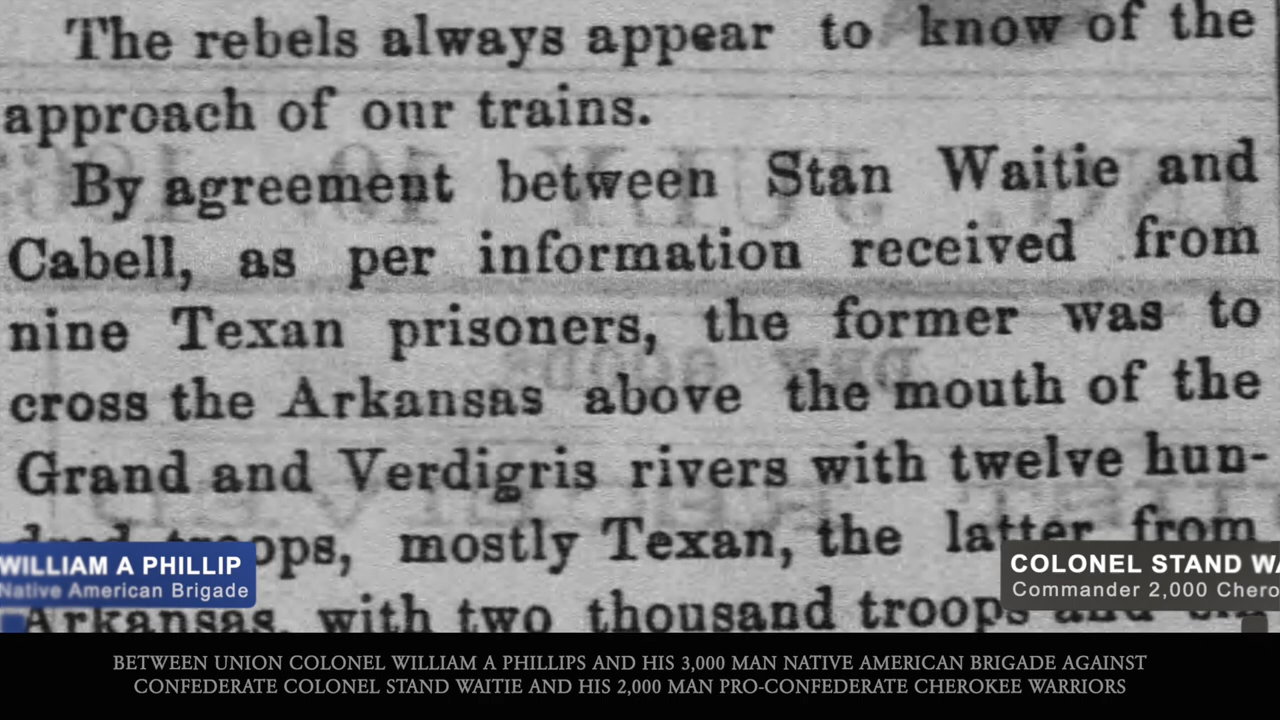 The rebels always appear to know of the
approach of our trains.
By agreement between Stan Waitie and
Cabell, as per information received from
nine Texan prisoners, the former was to
cross the Arkansas above the mouth of the
Grand and Verdigris rivers with twelve hun-
dred troops, mostly Texan, the latter from
Arkansas, with two thousand troops and
WILLIAM A PHILLIP
Native American Brigade
COLONEL STAND WA
Commander 2,000 Chero
BETWEEN UNION COLONEL WILLIAM A PHILLIPS AND HIS 3,000 MAN NATIVE AMERICAN BRIGADE AGAINST
CONFEDERATE COLONEL STAND WAITIE AND HIS 2,000 MAN PRO-CONFEDERATE CHEROKEE WARRIORS